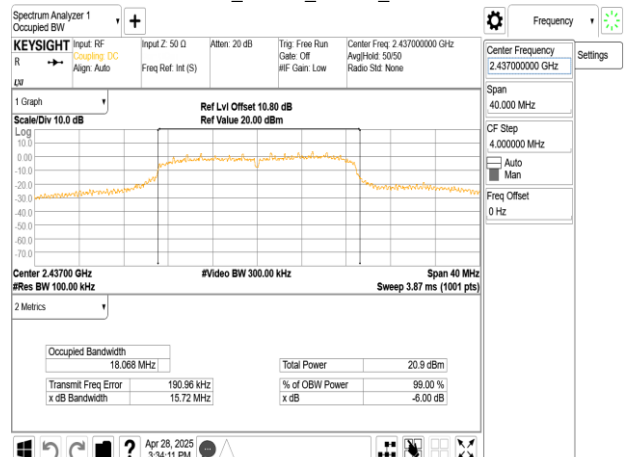 Spectrum Analyzer 1
Occupied BW
Frequency
KEYSIGHT
R
LXI
Input: RF
Coupling: DC
Align: Auto
Input Z: 50 Ω
Freq Ref: Int (S)
Atten: 20 dB
Trig: Free Run
Gate: Off
#IF Gain: Low
Center Freq: 2.437000000 GHz
Avg|Hold: 50/50
Radio Std: None
Center Frequency
2.437000000 GHz
Settings
Span
40.000 MHz
CF Step
4.000000 MHz
Auto
Man
Freq Offset
0 Hz
1 Graph
Scale/Div 10.0 dB
Ref Lvl Offset 10.80 dB
Ref Value 20.00 dBm
Log
10.0
0.00
-10.0
-20.0
-30.0
-40.0
-50.0
-60.0
-70.0
Center 2.43700 GHz
#Res BW 100.00 kHz
#Video BW 300.00 kHz
Span 40 MHz
Sweep 3.87 ms (1001 pts)
2 Metrics
Occupied Bandwidth
18.068 MHz
Total Power 20.9 dBm
Transmit Freq Error 190.96 kHz
% of OBW Power 99.00 %
x dB Bandwidth 15.72 MHz
x dB -6.00 dB
?
Apr 28, 2025
3:34:11 PM